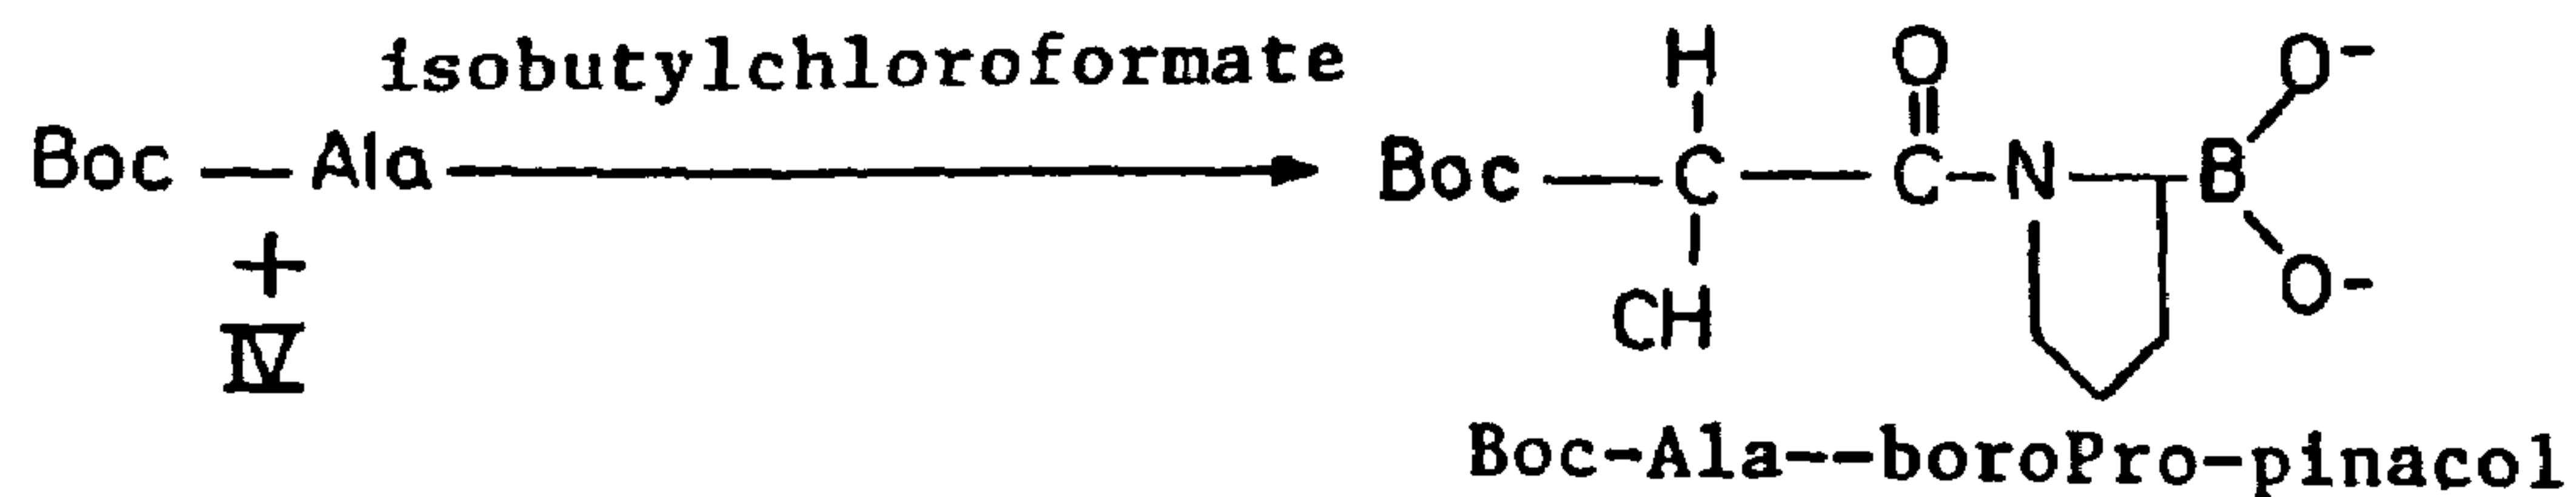 isobutylchloroformate
Boc — Ala
+
IV
H O O-
Boc — C — C — N — B
CH O-
Boc-Ala--boroPro-pinacol